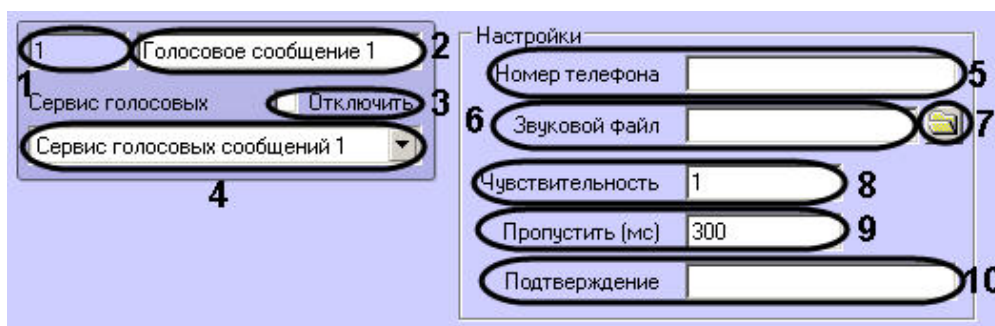 1 Голосовое сообщение 1 2
1
Сервис голосовых Отключить 3
Сервис голосовых сообщений 1
4
Настройки
Номер телефона 5
6 Звуковой файл 7
Чувствительность 1 8
Пропустить (мс) 300 9
Подтверждение 10